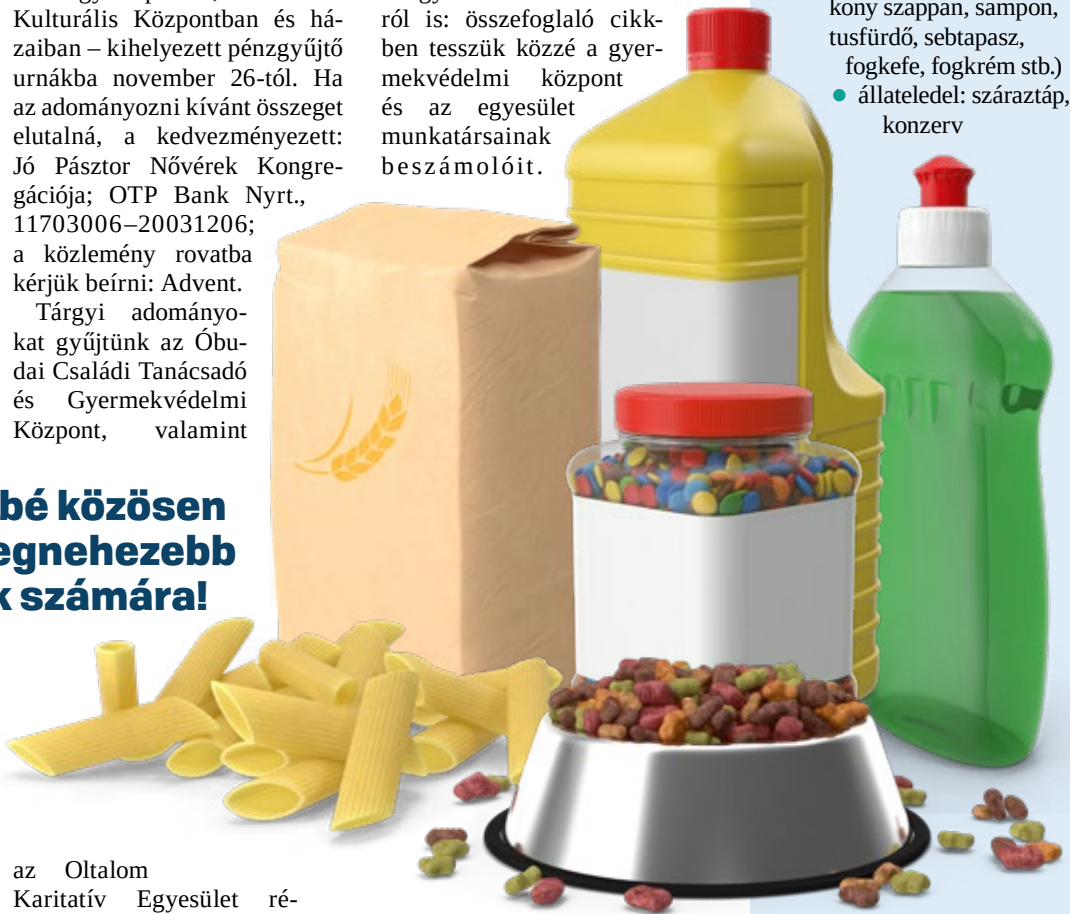 Kulturális Központban és há-
zaiban – kihelyezett pénzgyűjtő
urnákba november 26-tól. Ha
az adományozni kívánt összeget
elutalná, a kedvezményezett:
Jó Pásztor Nővérek Kongre-
gációja; OTP Bank Nyrt.,
11703006–20031206;
a közlemény rovatba
kérjük beírni: Advent.
Tárgyi adományo-
kat gyűjtünk az Óbu-
dai Családi Tanácsadó
és Gyermekvédelmi
Központ, valamint
bé közösen
egnehezebb
k számára!
az Oltalom
Karitatív Egyesület ré-
ról is: összefoglaló cikk-
ben tesszük közzé a gyer-
mekvédelmi központ
és az egyesület
munkatársainak
beszámolóit.
kony szappan, sampon,
tusfürdő, sebtapasz,
fogkefe, fogkrém stb.)
• állateledel: száraztáp,
konzerv